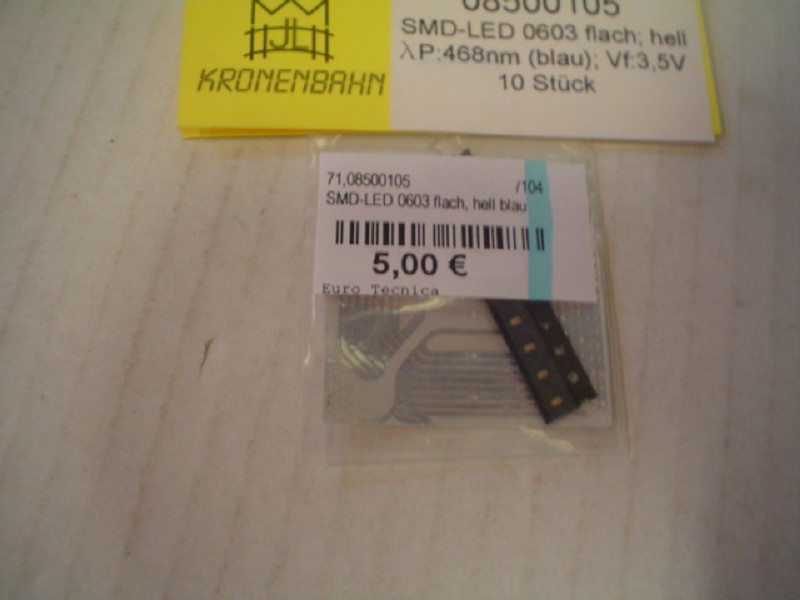 JL
KRONENBAHN
08500105
SMD-LED 0603 flach; hell
λP:468nm (blau); Vf:3,5V
10 Stück
71,08500105 /104
SMD-LED 0603 flach, hell blau
5,00 €
Euro Tecnica